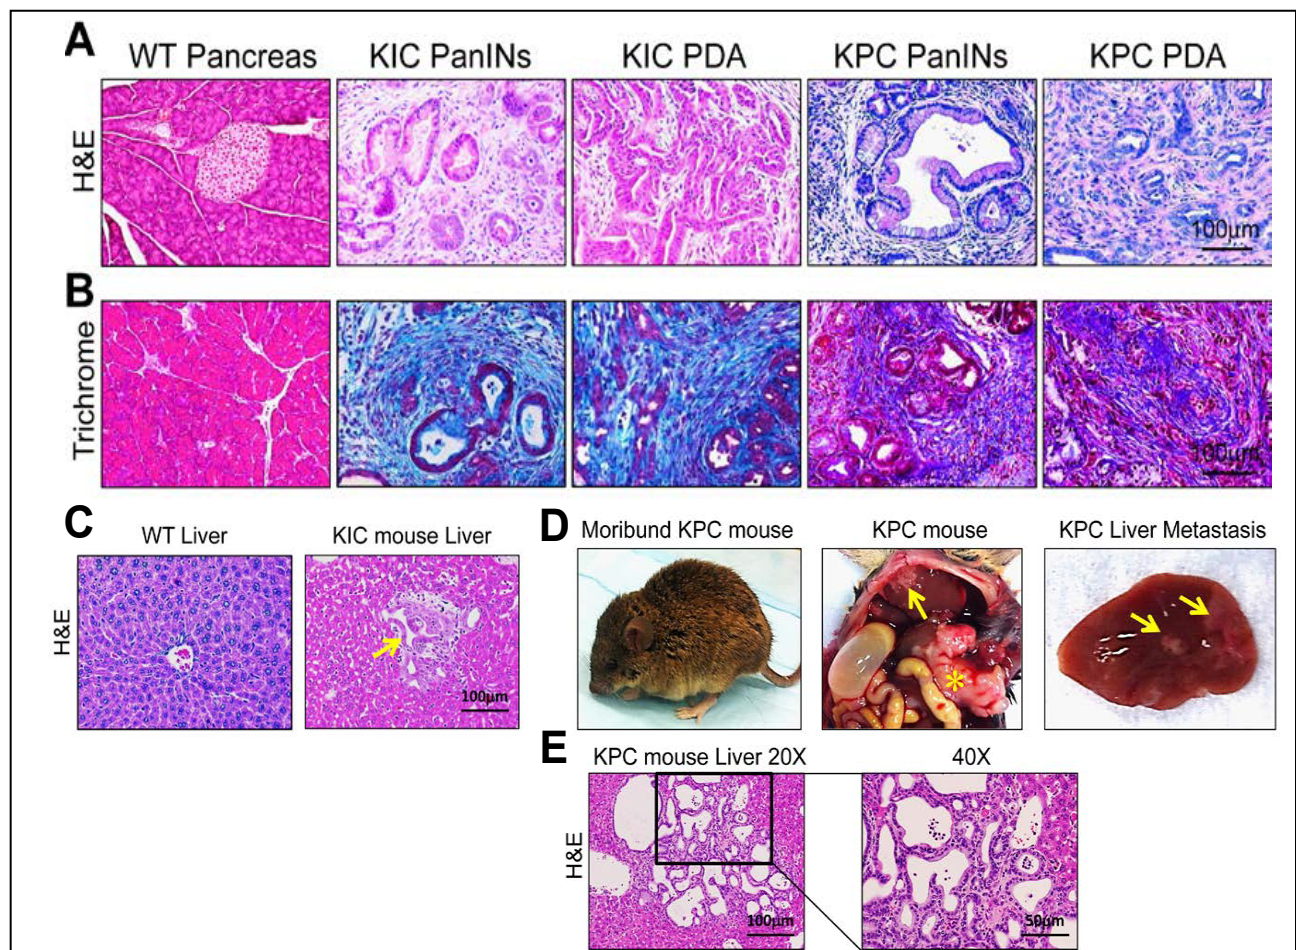 A
WT Pancreas KIC PanINs KIC PDA KPC PanINs KPC PDA
H&E
100µm
B
Trichrome
100µm
C
WT Liver KIC mouse Liver
H&E
100µm
D
Moribund KPC mouse KPC mouse KPC Liver Metastasis
*
E
KPC mouse Liver 20X 40X
H&E
100µm 50µm